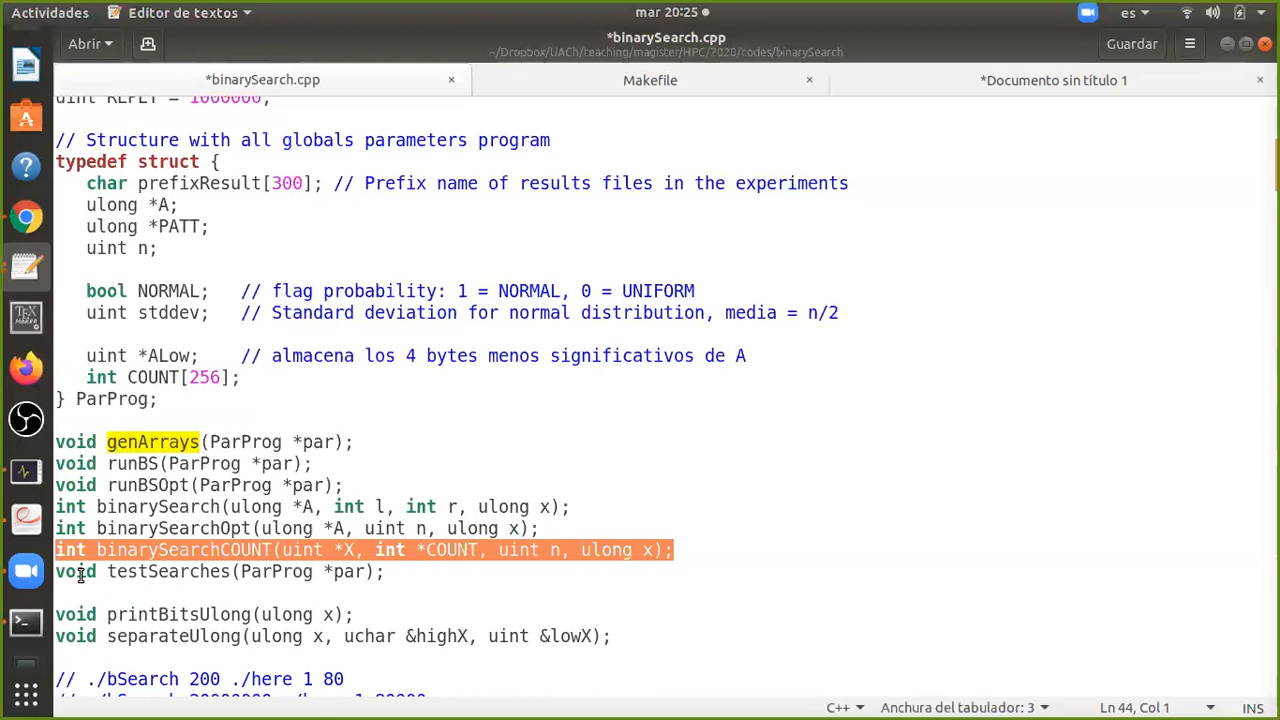 Actividades
Editor de textos
mar 20:25
es
Abrir
*binarySearch.cpp
~/Dropbox/UACh/teaching/magister/HPC/2020/codes/binarySearch
Guardar
*binarySearch.cpp
Makefile
*Documento sin título 1
uint REPET = 1000000;
// Structure with all globals parameters program
typedef struct {
char prefixResult[300]; // Prefix name of results files in the experiments
ulong *A;
ulong *PATT;
uint n;
bool NORMAL; // flag probability: 1 = NORMAL, 0 = UNIFORM
uint stddev; // Standard deviation for normal distribution, media = n/2
uint *ALow; // almacena los 4 bytes menos significativos de A
int COUNT[256];
} ParProg;
void genArrays(ParProg *par);
void runBS(ParProg *par);
void runBSOpt(ParProg *par);
int binarySearch(ulong *A, int l, int r, ulong x);
int binarySearchOpt(ulong *A, uint n, ulong x);
int binarySearchCOUNT(uint *X, int *COUNT, uint n, ulong x);
void testSearches(ParProg *par);
void printBitsUlong(ulong x);
void separateUlong(ulong x, uchar &highX, uint &lowX);
// ./bSearch 200 ./here 1 80
C++
Anchura del tabulador: 3
Ln 44, Col 1
INS